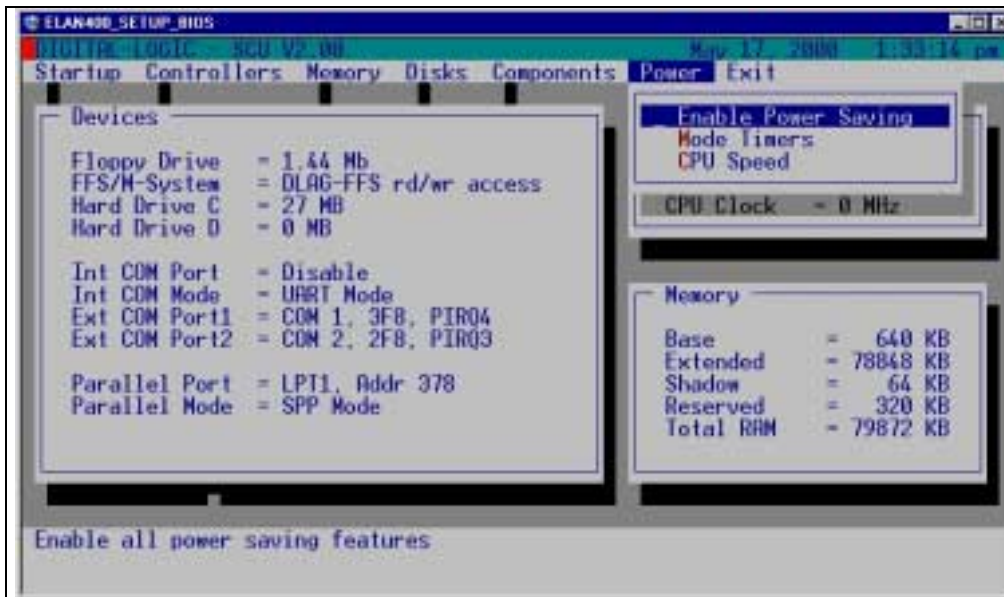 ELAN400_SETUP_BIOS
DIGITAL-LOGIC - SCU V2.00 May 17, 2000 1:33:14 pm
Startup Controllers Memory Disks Components Power Exit
Enable Power Saving
Mode Timers
CPU Speed
CPU Clock = 0 MHz
Devices
Floppy Drive = 1.44 Mb
FFS/M-System = DLAG-FFS rd/wr access
Hard Drive C = 27 MB
Hard Drive D = 0 MB
Int COM Port = Disable
Int COM Mode = UART Mode
Ext COM Port1 = COM 1, 3F8, PIRQ4
Ext COM Port2 = COM 2, 2F8, PIRQ3
Parallel Port = LPT1, Addr 378
Parallel Mode = SPP Mode
Memory
Base = 640 KB
Extended = 78848 KB
Shadow = 64 KB
Reserved = 320 KB
Total RAM = 79872 KB
Enable all power saving features